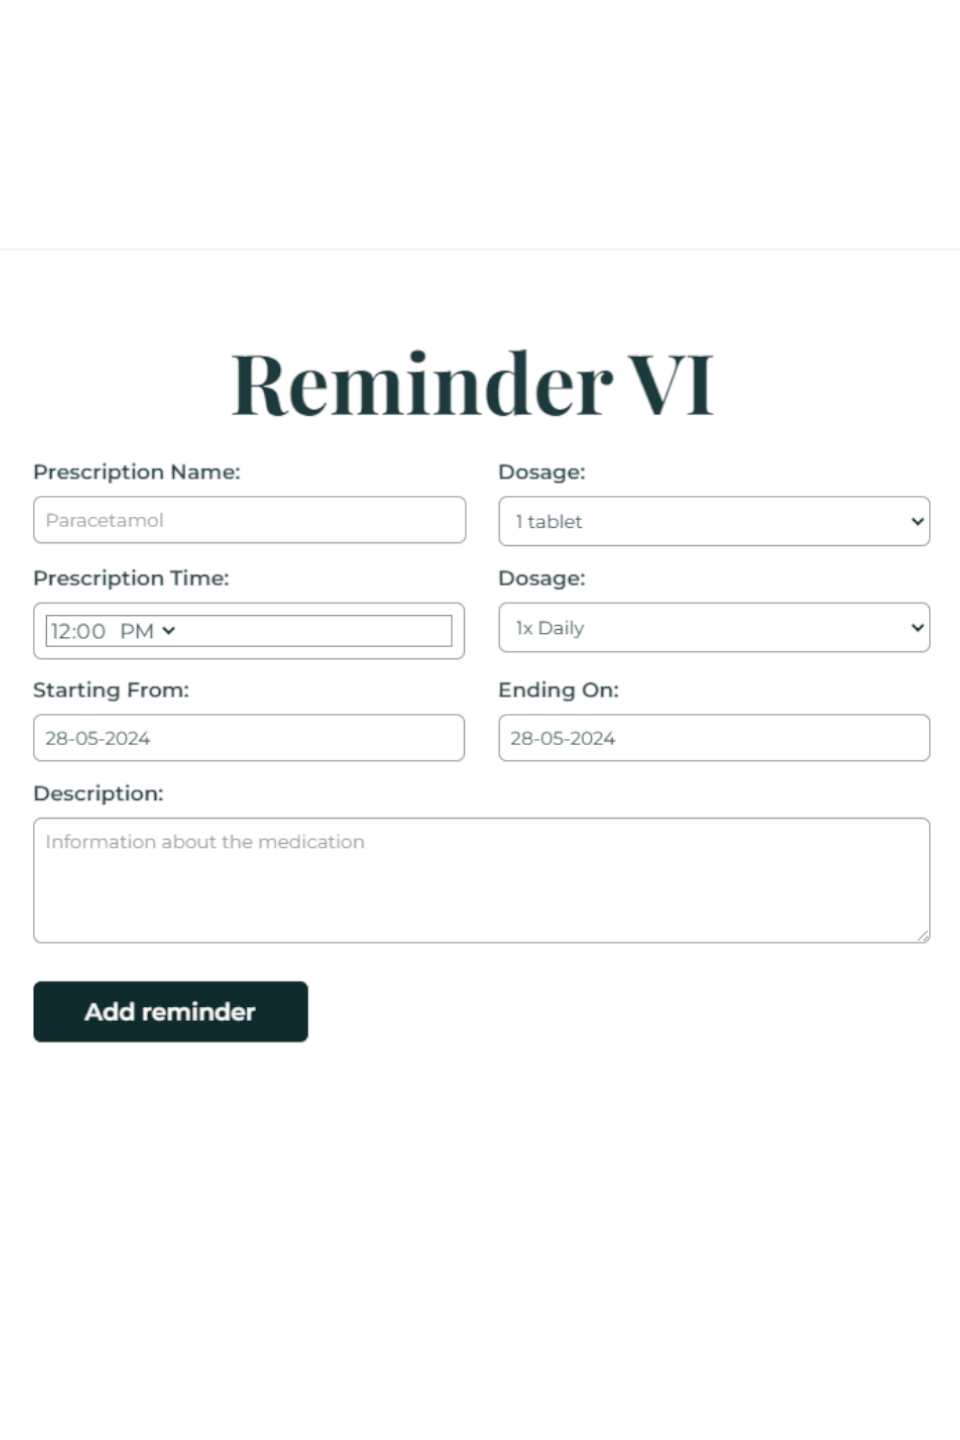 Reminder VI
Prescription Name: Dosage:
Paracetamol 1 tablet
Prescription Time: Dosage:
12:00 PM 1x Daily
Starting From: Ending On:
28-05-2024 28-05-2024
Description:
Information about the medication
Add reminder